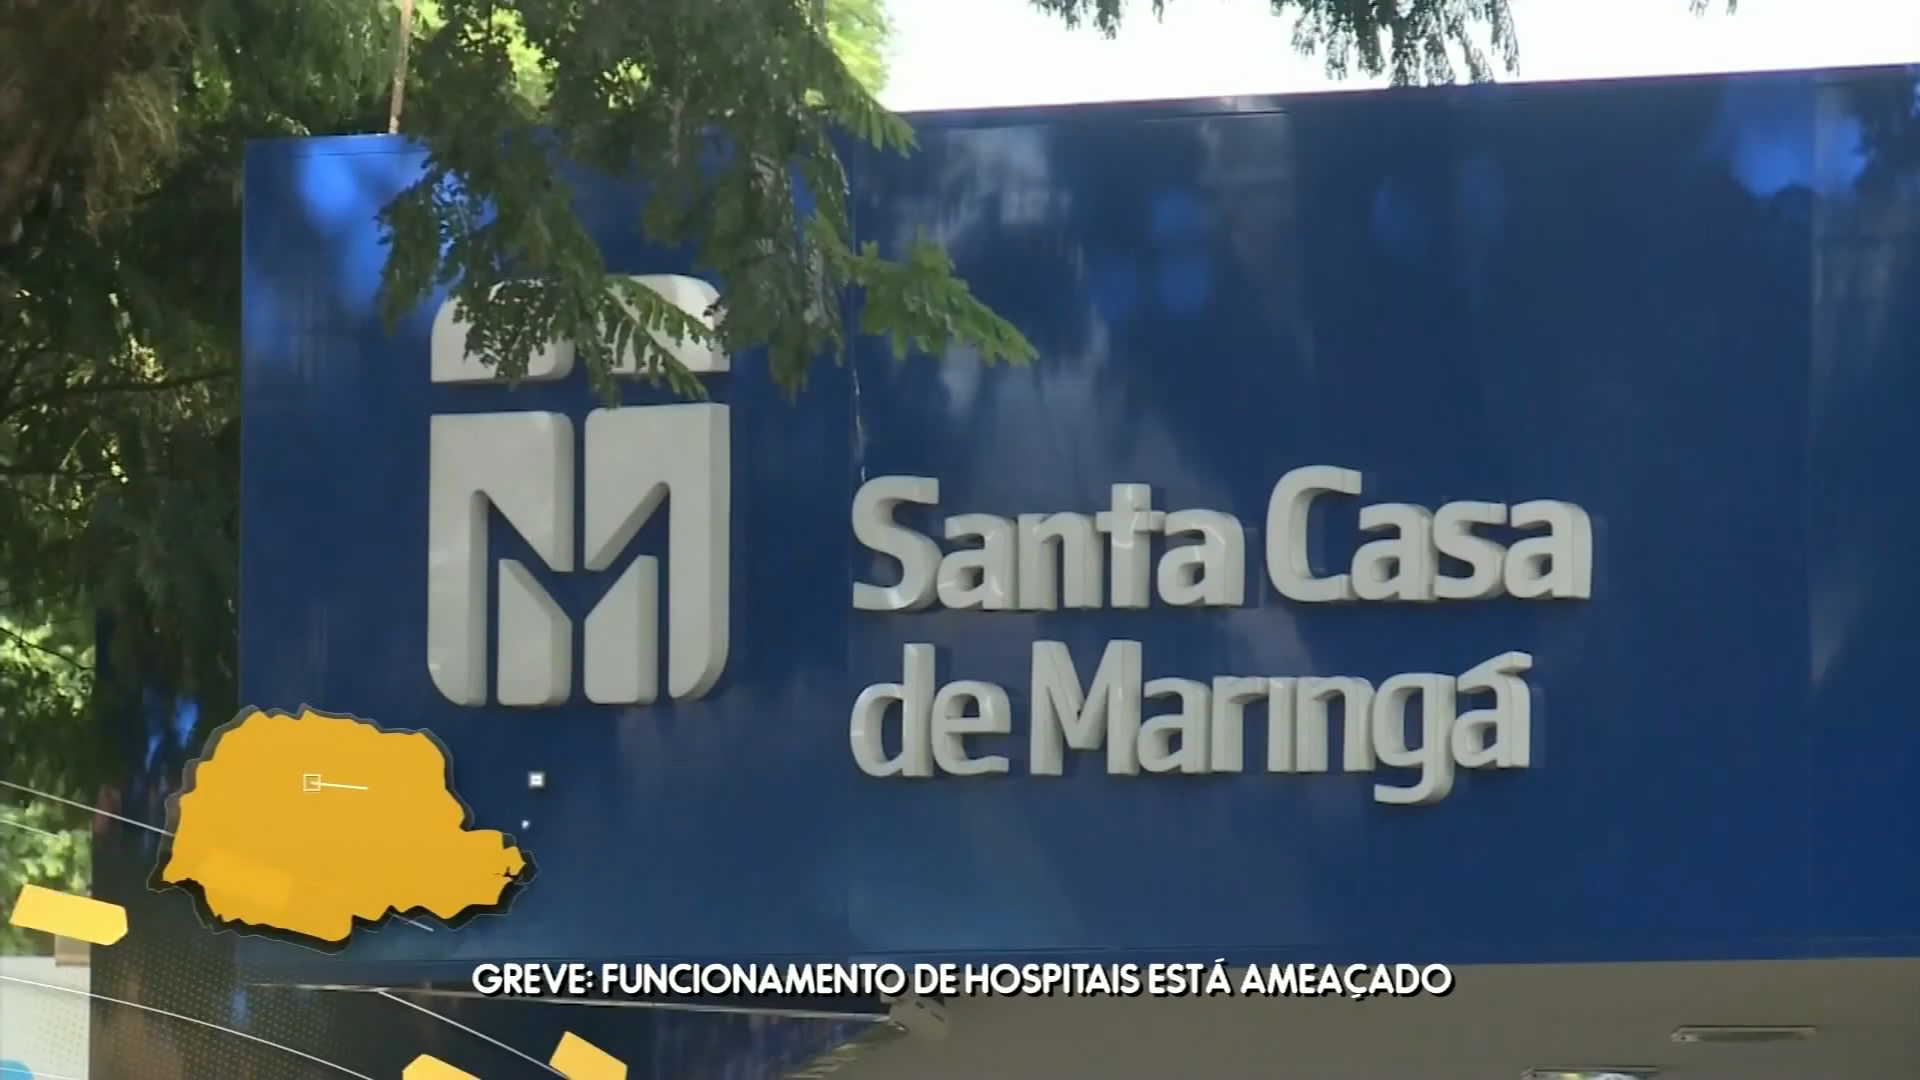 Santa Casa
de Maringá
GREVE: FUNCIONAMENTO DE HOSPITAIS ESTÁ AMEAÇADO